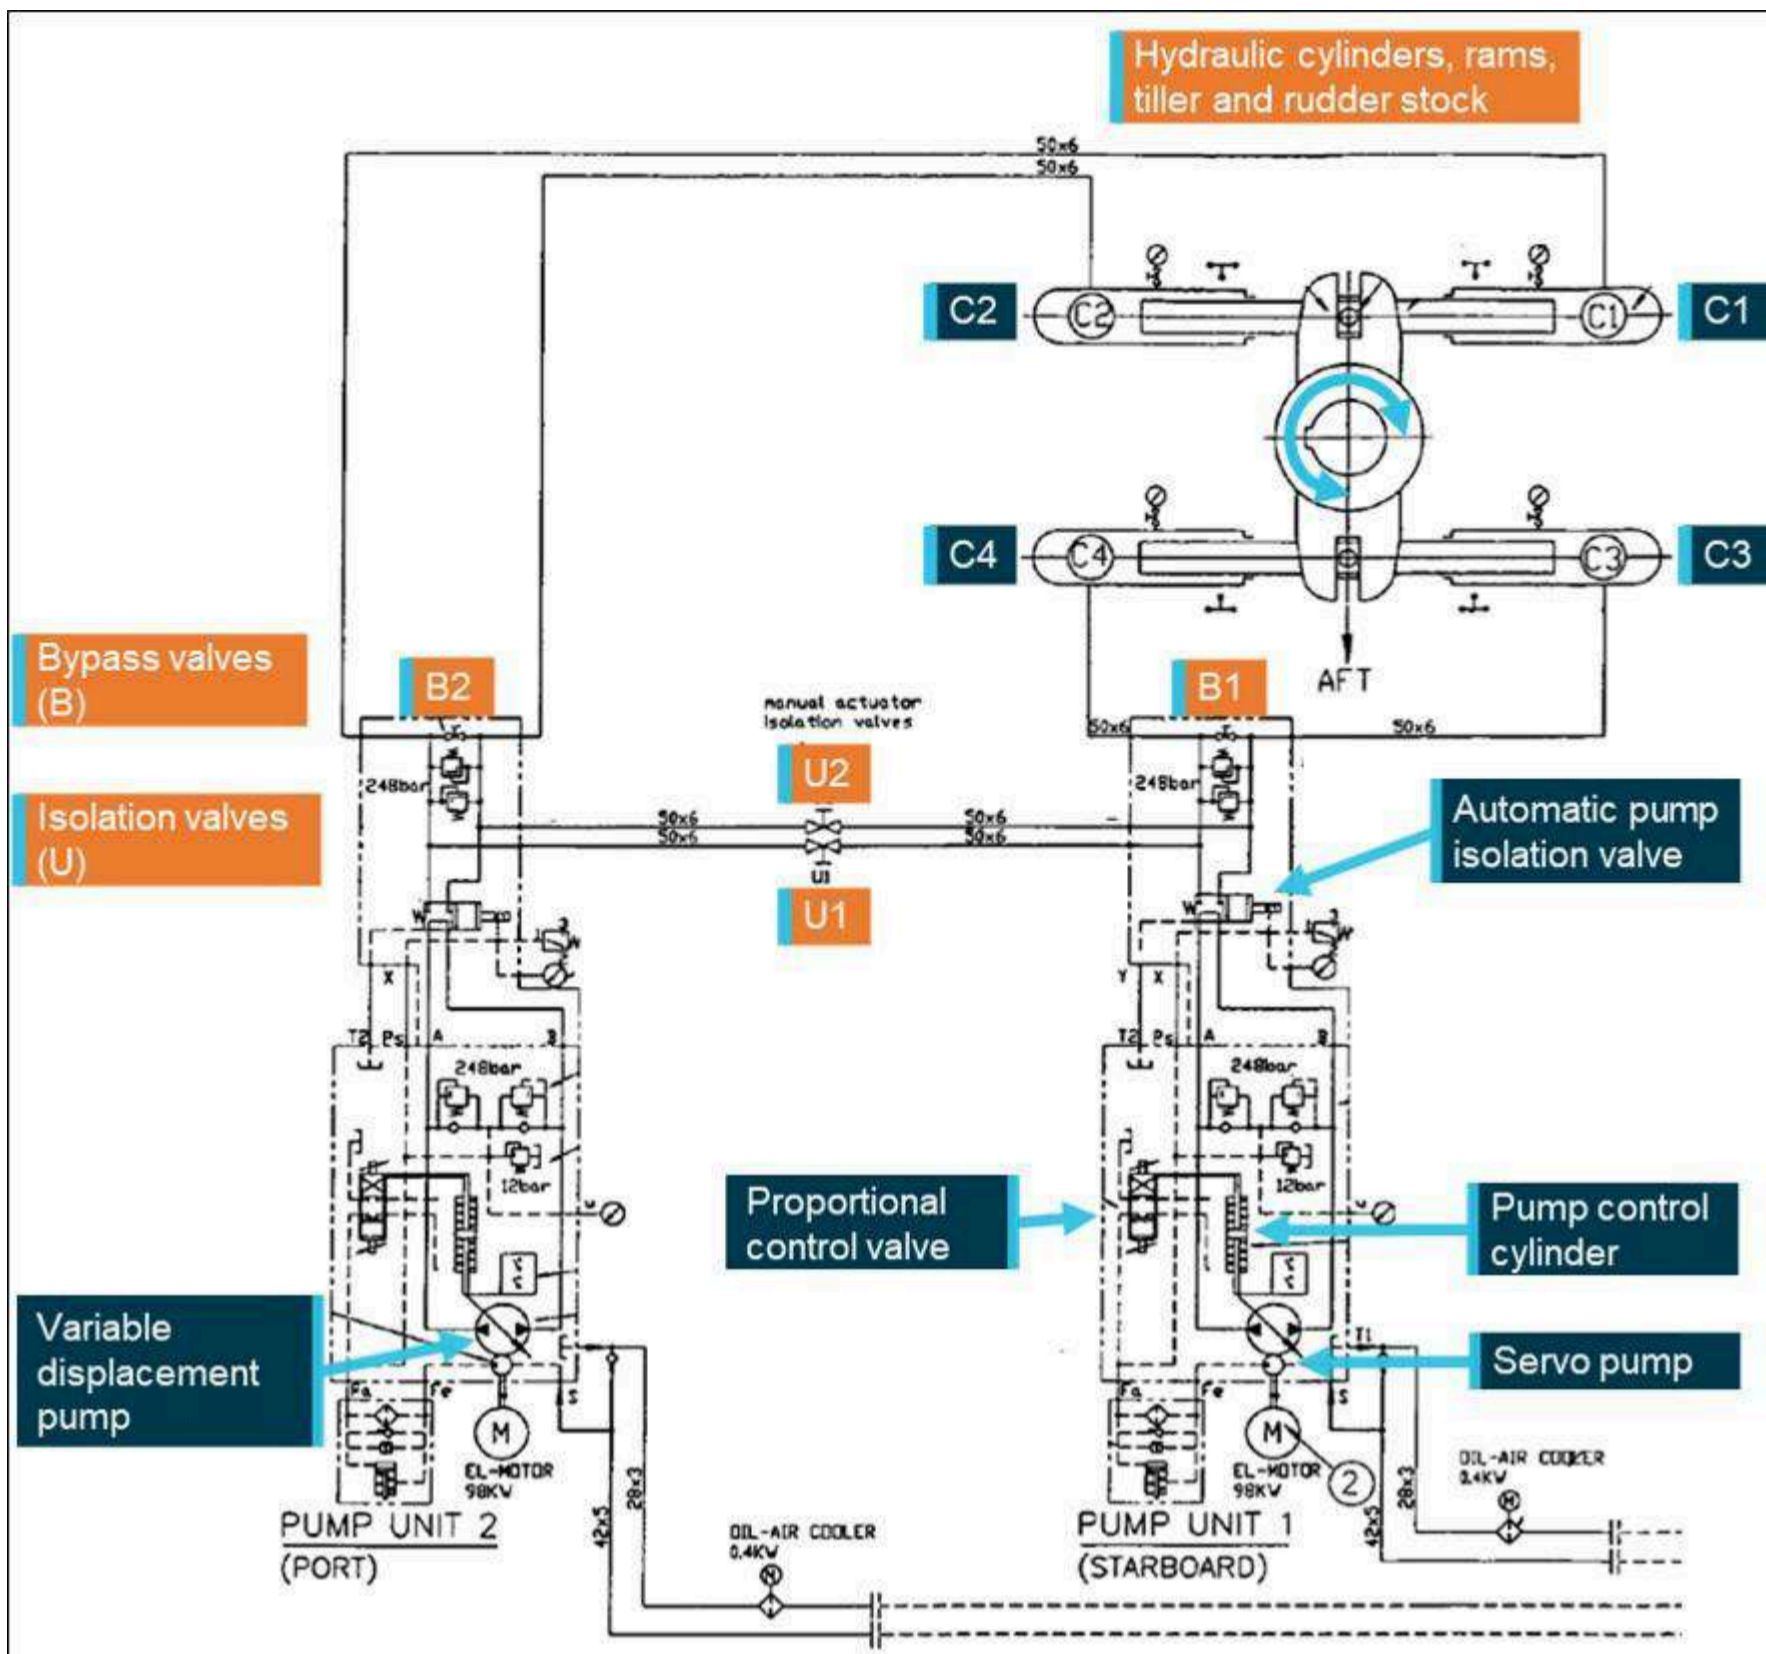 Hydraulic cylinders, rams,
tiller and rudder stock
50x6
50x6
C2
C2
C1
C1
C4
C4
C3
C3
AFT
Bypass valves
(B)
B2
manual actuator
isolation valves
B1
50x6
50x6
248bar
U2
248bar
Isolation valves
(U)
50x6
50x6
50x6
50x6
U1
U1
Automatic pump
isolation valve
W
W
W
W
X
Y
X
T2
Ps
A
B
T2
Ps
A
B
248bar
248bar
12bar
12bar
Proportional
control valve
Pump control
cylinder
Variable
displacement
pump
T1
Servo pump
Fa
Fe
S
Fa
Fe
S
M
M
2
EL-MOTOR
98KW
EL-MOTOR
98KW
42x5
28x3
42x5
28x3
OIL-AIR COOLER
0.4KW
M
PUMP UNIT 2
(PORT)
OIL-AIR COOLER
0.4KW
M
PUMP UNIT 1
(STARBOARD)